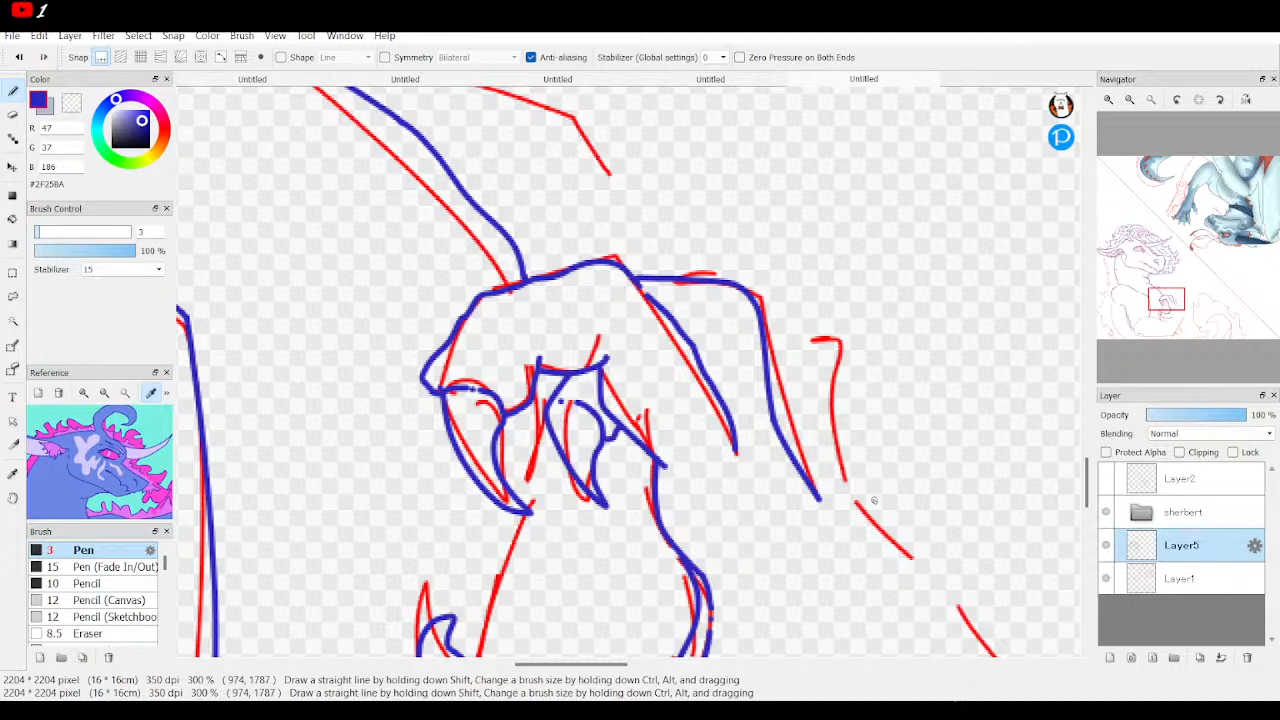 1
File Edit Layer Filter Select Snap Color Brush Tool Window Help
Snap Shape Line Symmetry Bilateral Anti-aliasing Stabilizer (Global settings) 0 Zero Pressure on Both Ends
Color Untitled Untitled Untitled Untitled Untitled Navigator
R 47
G 37
B 186
#2F25BA
Brush Control
3
100 %
Stabilizer 15
Reference
Layer
Opacity 100 %
Blending Normal
Protect Alpha Clipping Lock
Layer2
sherbert
Layer5
Layer1
Brush
3 Pen
15 Pen (Fade In/Out)
10 Pencil
12 Pencil (Canvas)
12 Pencil (Sketchboo
8.5 Eraser
2204 * 2204 pixel (16 * 16cm) 350 dpi 300 % ( 974, 1787 ) Draw a straight line by holding down Shift, Change a brush size by holding down Ctrl, Alt, and dragging
2204 * 2204 pixel (16 * 16cm) 350 dpi 300 % ( 974, 1787 ) Draw a straight line by holding down Shift, Change a brush size by holding down Ctrl, Alt, and dragging